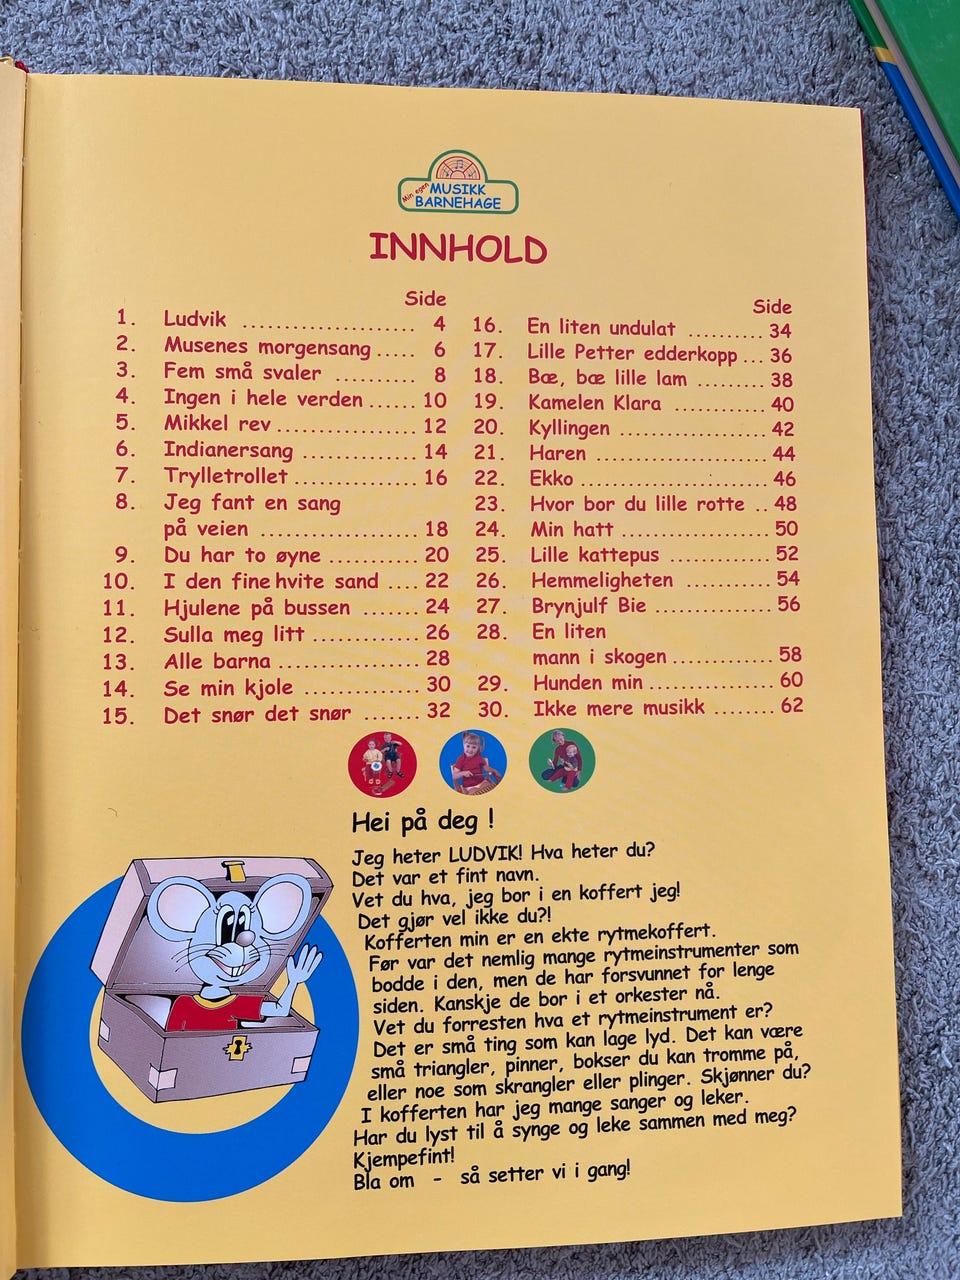 Min egen
MUSIKK
BARNEHAGE
INNHOLD
Side
1. Ludvik ..................... 4
2. Musenes morgensang ..... 6
3. Fem små svaler .......... 8
4. Ingen i hele verden ...... 10
5. Mikkel rev ................. 12
6. Indianersang .............. 14
7. Trylletrollet ............... 16
8. Jeg fant en sang
på veien ................... 18
9. Du har to øyne ............ 20
10. I den fine hvite sand .... 22
11. Hjulene på bussen ....... 24
12. Sulla meg litt ............. 26
13. Alle barna ................. 28
14. Se min kjole .............. 30
15. Det snør det snør ....... 32
Side
16. En liten undulat ......... 34
17. Lille Petter edderkopp ... 36
18. Bæ, bæ lille lam ........ 38
19. Kamelen Klara ........... 40
20. Kyllingen .................. 42
21. Haren ..................... 44
22. Ekko ....................... 46
23. Hvor bor du lille rotte .. 48
24. Min hatt .................. 50
25. Lille kattepus ............ 52
26. Hemmeligheten .......... 54
27. Brynjulf Bie .............. 56
28. En liten
mann i skogen ............. 58
29. Hunden min ............... 60
30. Ikke mere musikk ........ 62
Hei på deg !
Jeg heter LUDVIK! Hva heter du?
Det var et fint navn.
Vet du hva, jeg bor i en koffert jeg!
Det gjør vel ikke du?!
Kofferten min er en ekte rytmekoffert.
Før var det nemlig mange rytmeinstrumenter som
bodde i den, men de har forsvunnet for lenge
siden. Kanskje de bor i et orkester nå.
Vet du forresten hva et rytmeinstrument er?
Det er små ting som kan lage lyd. Det kan være
små triangler, pinner, bokser du kan tromme på,
eller noe som skrangler eller plinger. Skjønner du?
I kofferten har jeg mange sanger og leker.
Har du lyst til å synge og leke sammen med meg?
Kjempefint!
Bla om - så setter vi i gang!